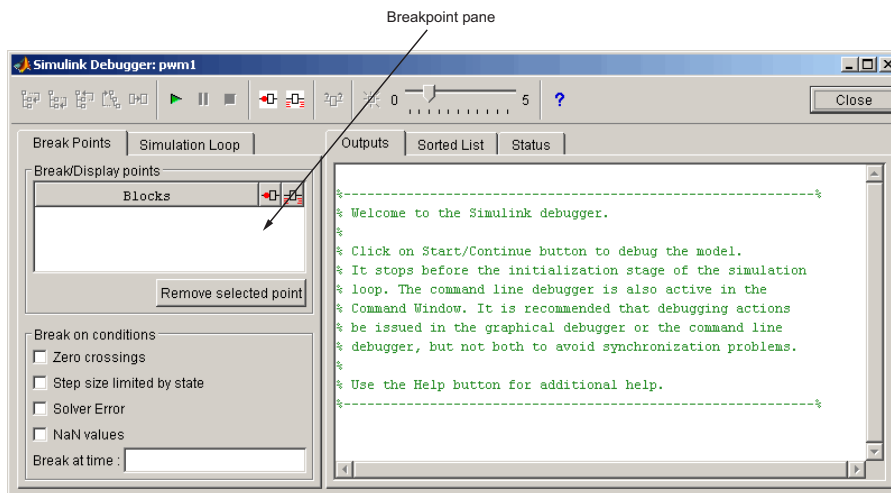 Breakpoint pane
Simulink Debugger: pwm1
0 5 ? Close
Break Points Simulation Loop
Break/Display points
Blocks
Remove selected point
Break on conditions
Zero crossings
Step size limited by state
Solver Error
NaN values
Break at time :
Outputs Sorted List Status
%----------------------------------------------------------------%
% Welcome to the Simulink debugger.
%
% Click on Start/Continue button to debug the model.
% It stops before the initialization stage of the simulation
% loop. The command line debugger is also active in the
% Command Window. It is recommended that debugging actions
% be issued in the graphical debugger or the command line
% debugger, but not both to avoid synchronization problems.
%
% Use the Help button for additional help.
%----------------------------------------------------------------%